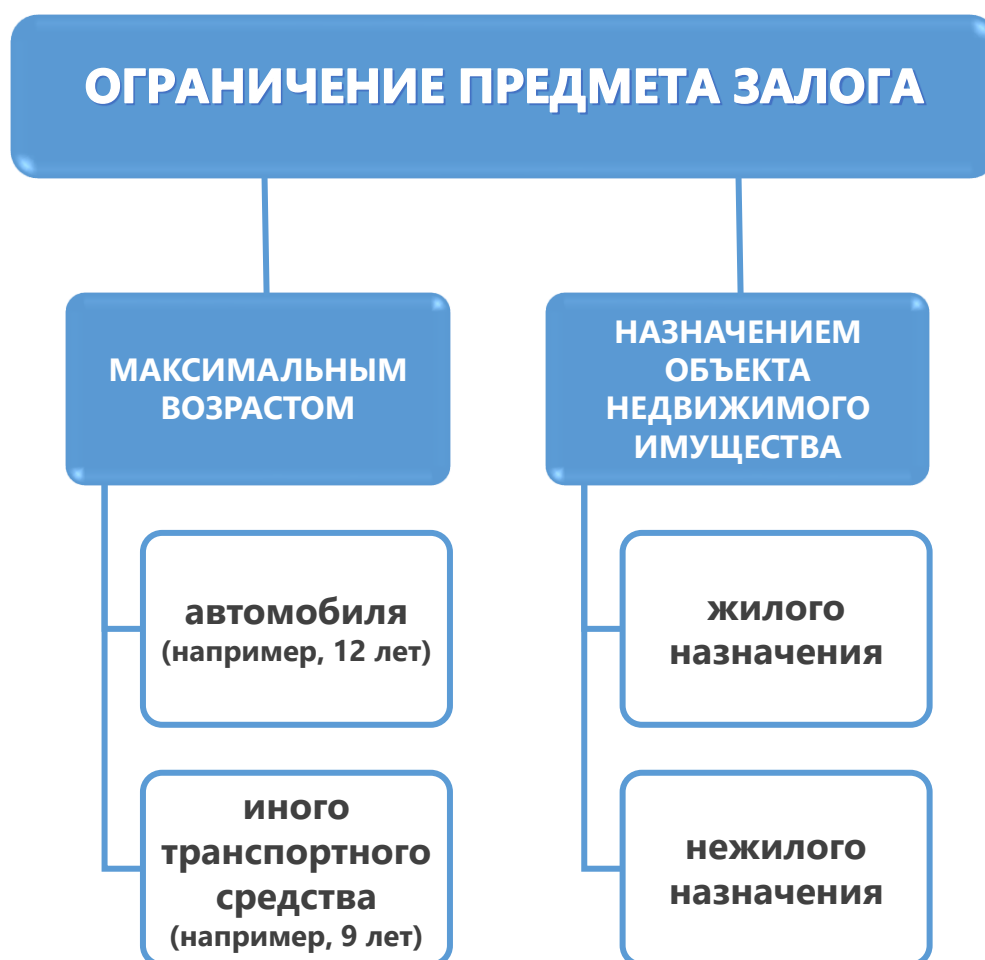 ОГРАНИЧЕНИЕ ПРЕДМЕТА ЗАЛОГА
МАКСИМАЛЬНЫМ
ВОЗРАСТОМ
автомобиля
(например, 12 лет)
иного
транспортного
средства
(например, 9 лет)
НАЗНАЧЕНИЕМ
ОБЪЕКТА
НЕДВИЖИМОГО
ИМУЩЕСТВА
жилого
назначения
нежилого
назначения